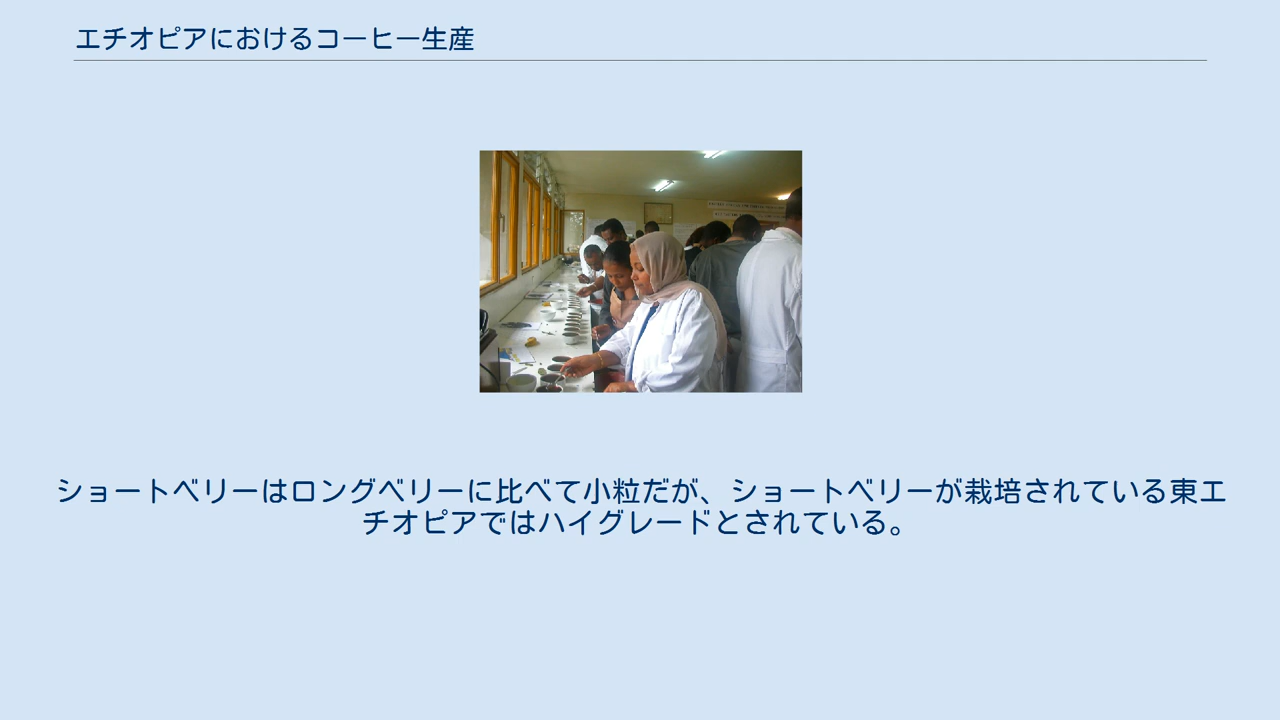 エチオピアにおけるコーヒー生産
ショートベリーはロングベリーに比べて小粒だが、ショートベリーが栽培されている東エ
チオピアではハイグレードとされている。